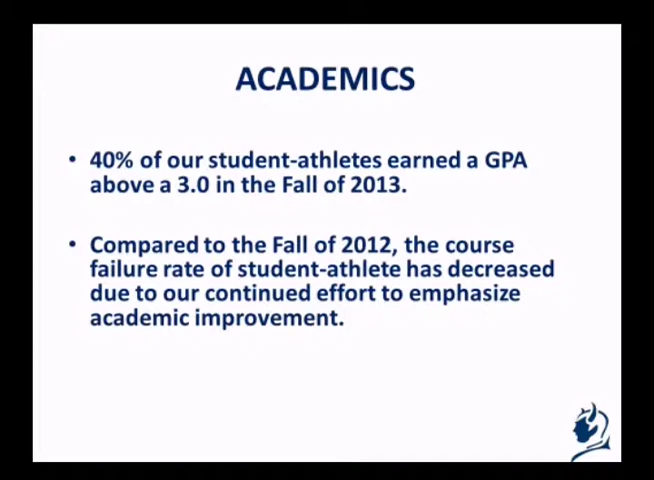 ACADEMICS
• 40% of our student-athletes earned a GPA
above a 3.0 in the Fall of 2013.
• Compared to the Fall of 2012, the course
failure rate of student-athlete has decreased
due to our continued effort to emphasize
academic improvement.